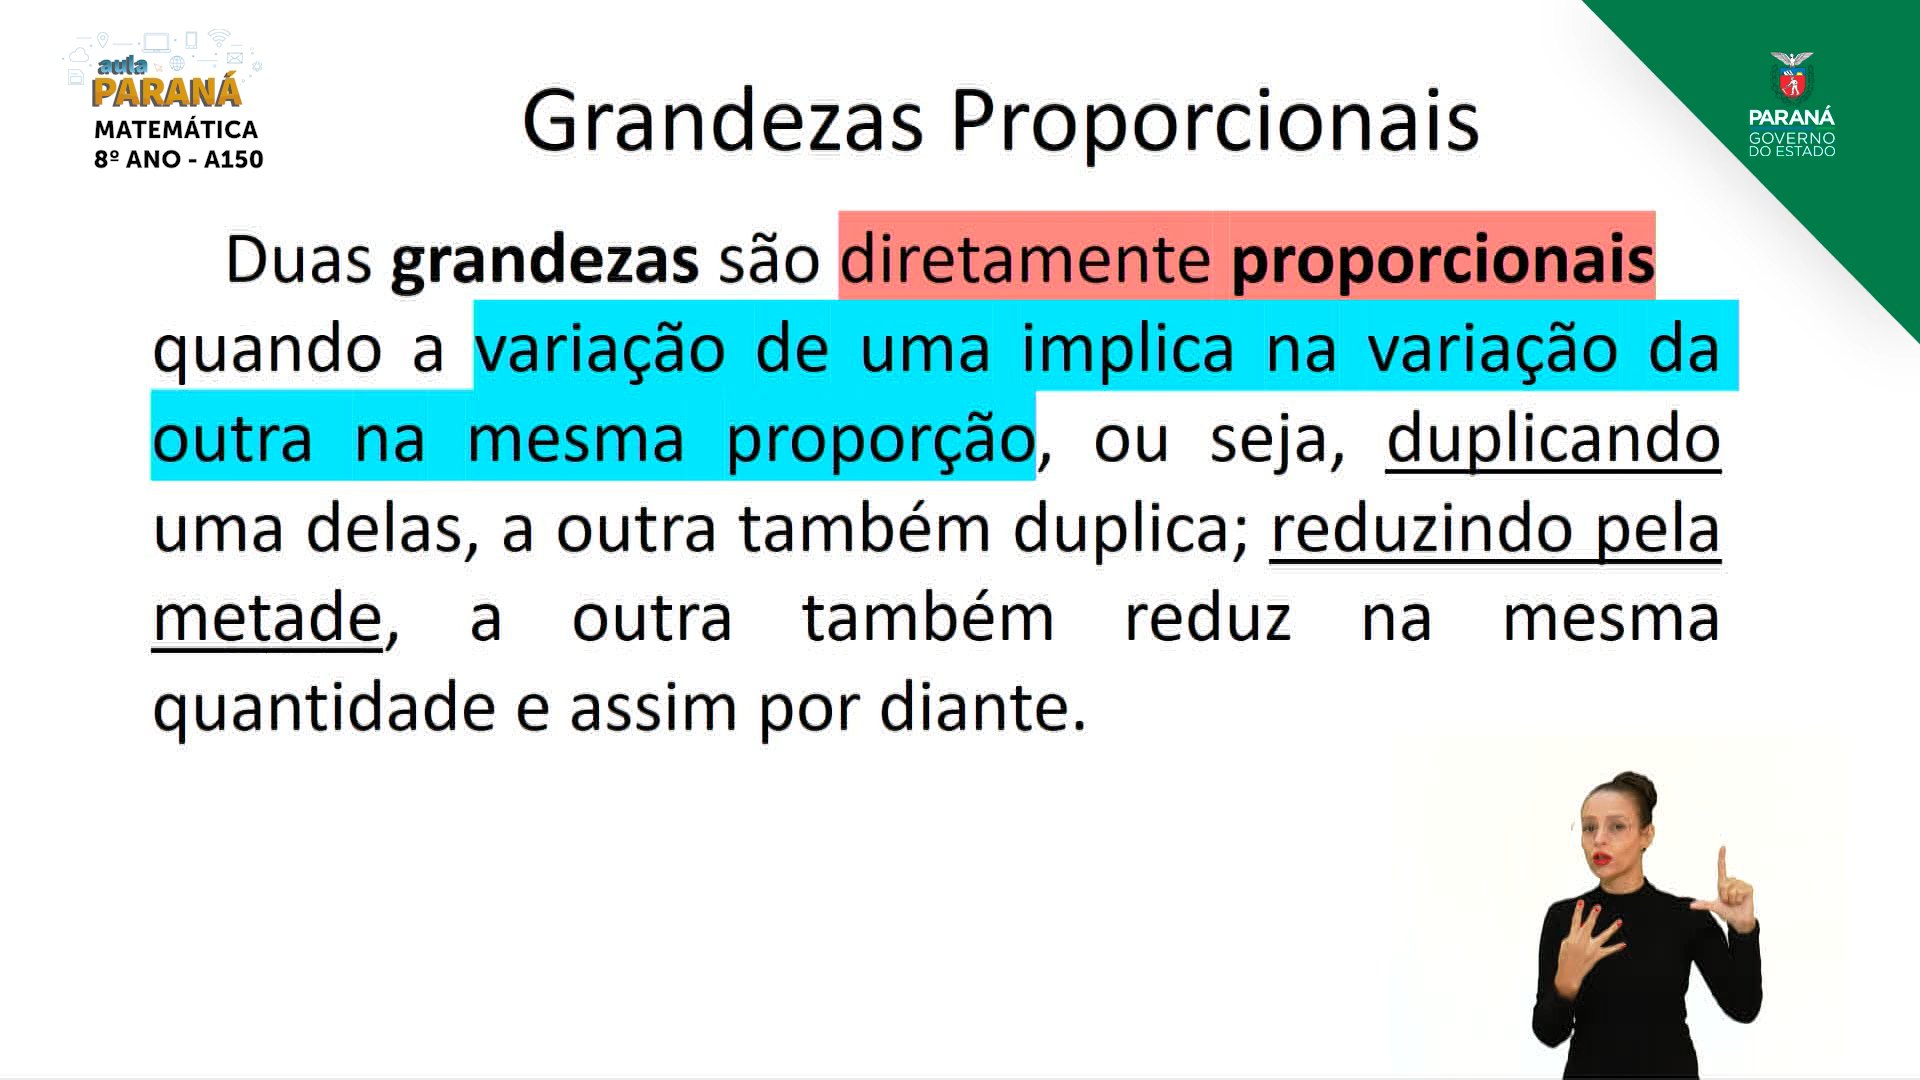 aula
PARANÁ
MATEMÁTICA
8º ANO - A150
Grandezas Proporcionais
PARANÁ
GOVERNO
DO ESTADO
Duas grandezas são diretamente proporcionais
quando a variação de uma implica na variação da
outra na mesma proporção, ou seja, duplicando
uma delas, a outra também duplica; reduzindo pela
metade, a outra também reduz na mesma
quantidade e assim por diante.